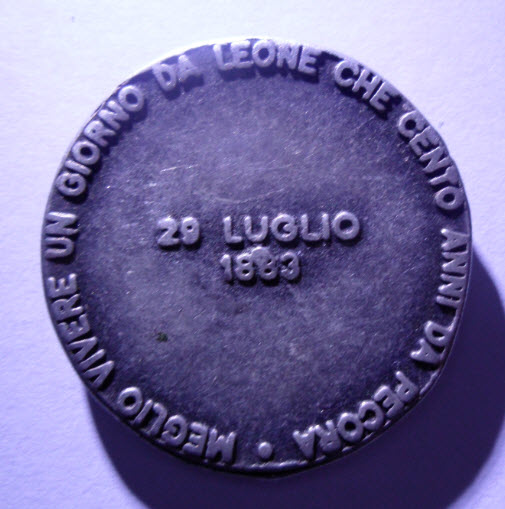 MEGLIO VIVERE UN GIORNO DA LEONE CHE CENTO ANNI DA PECORA •
29 LUGLIO
1883